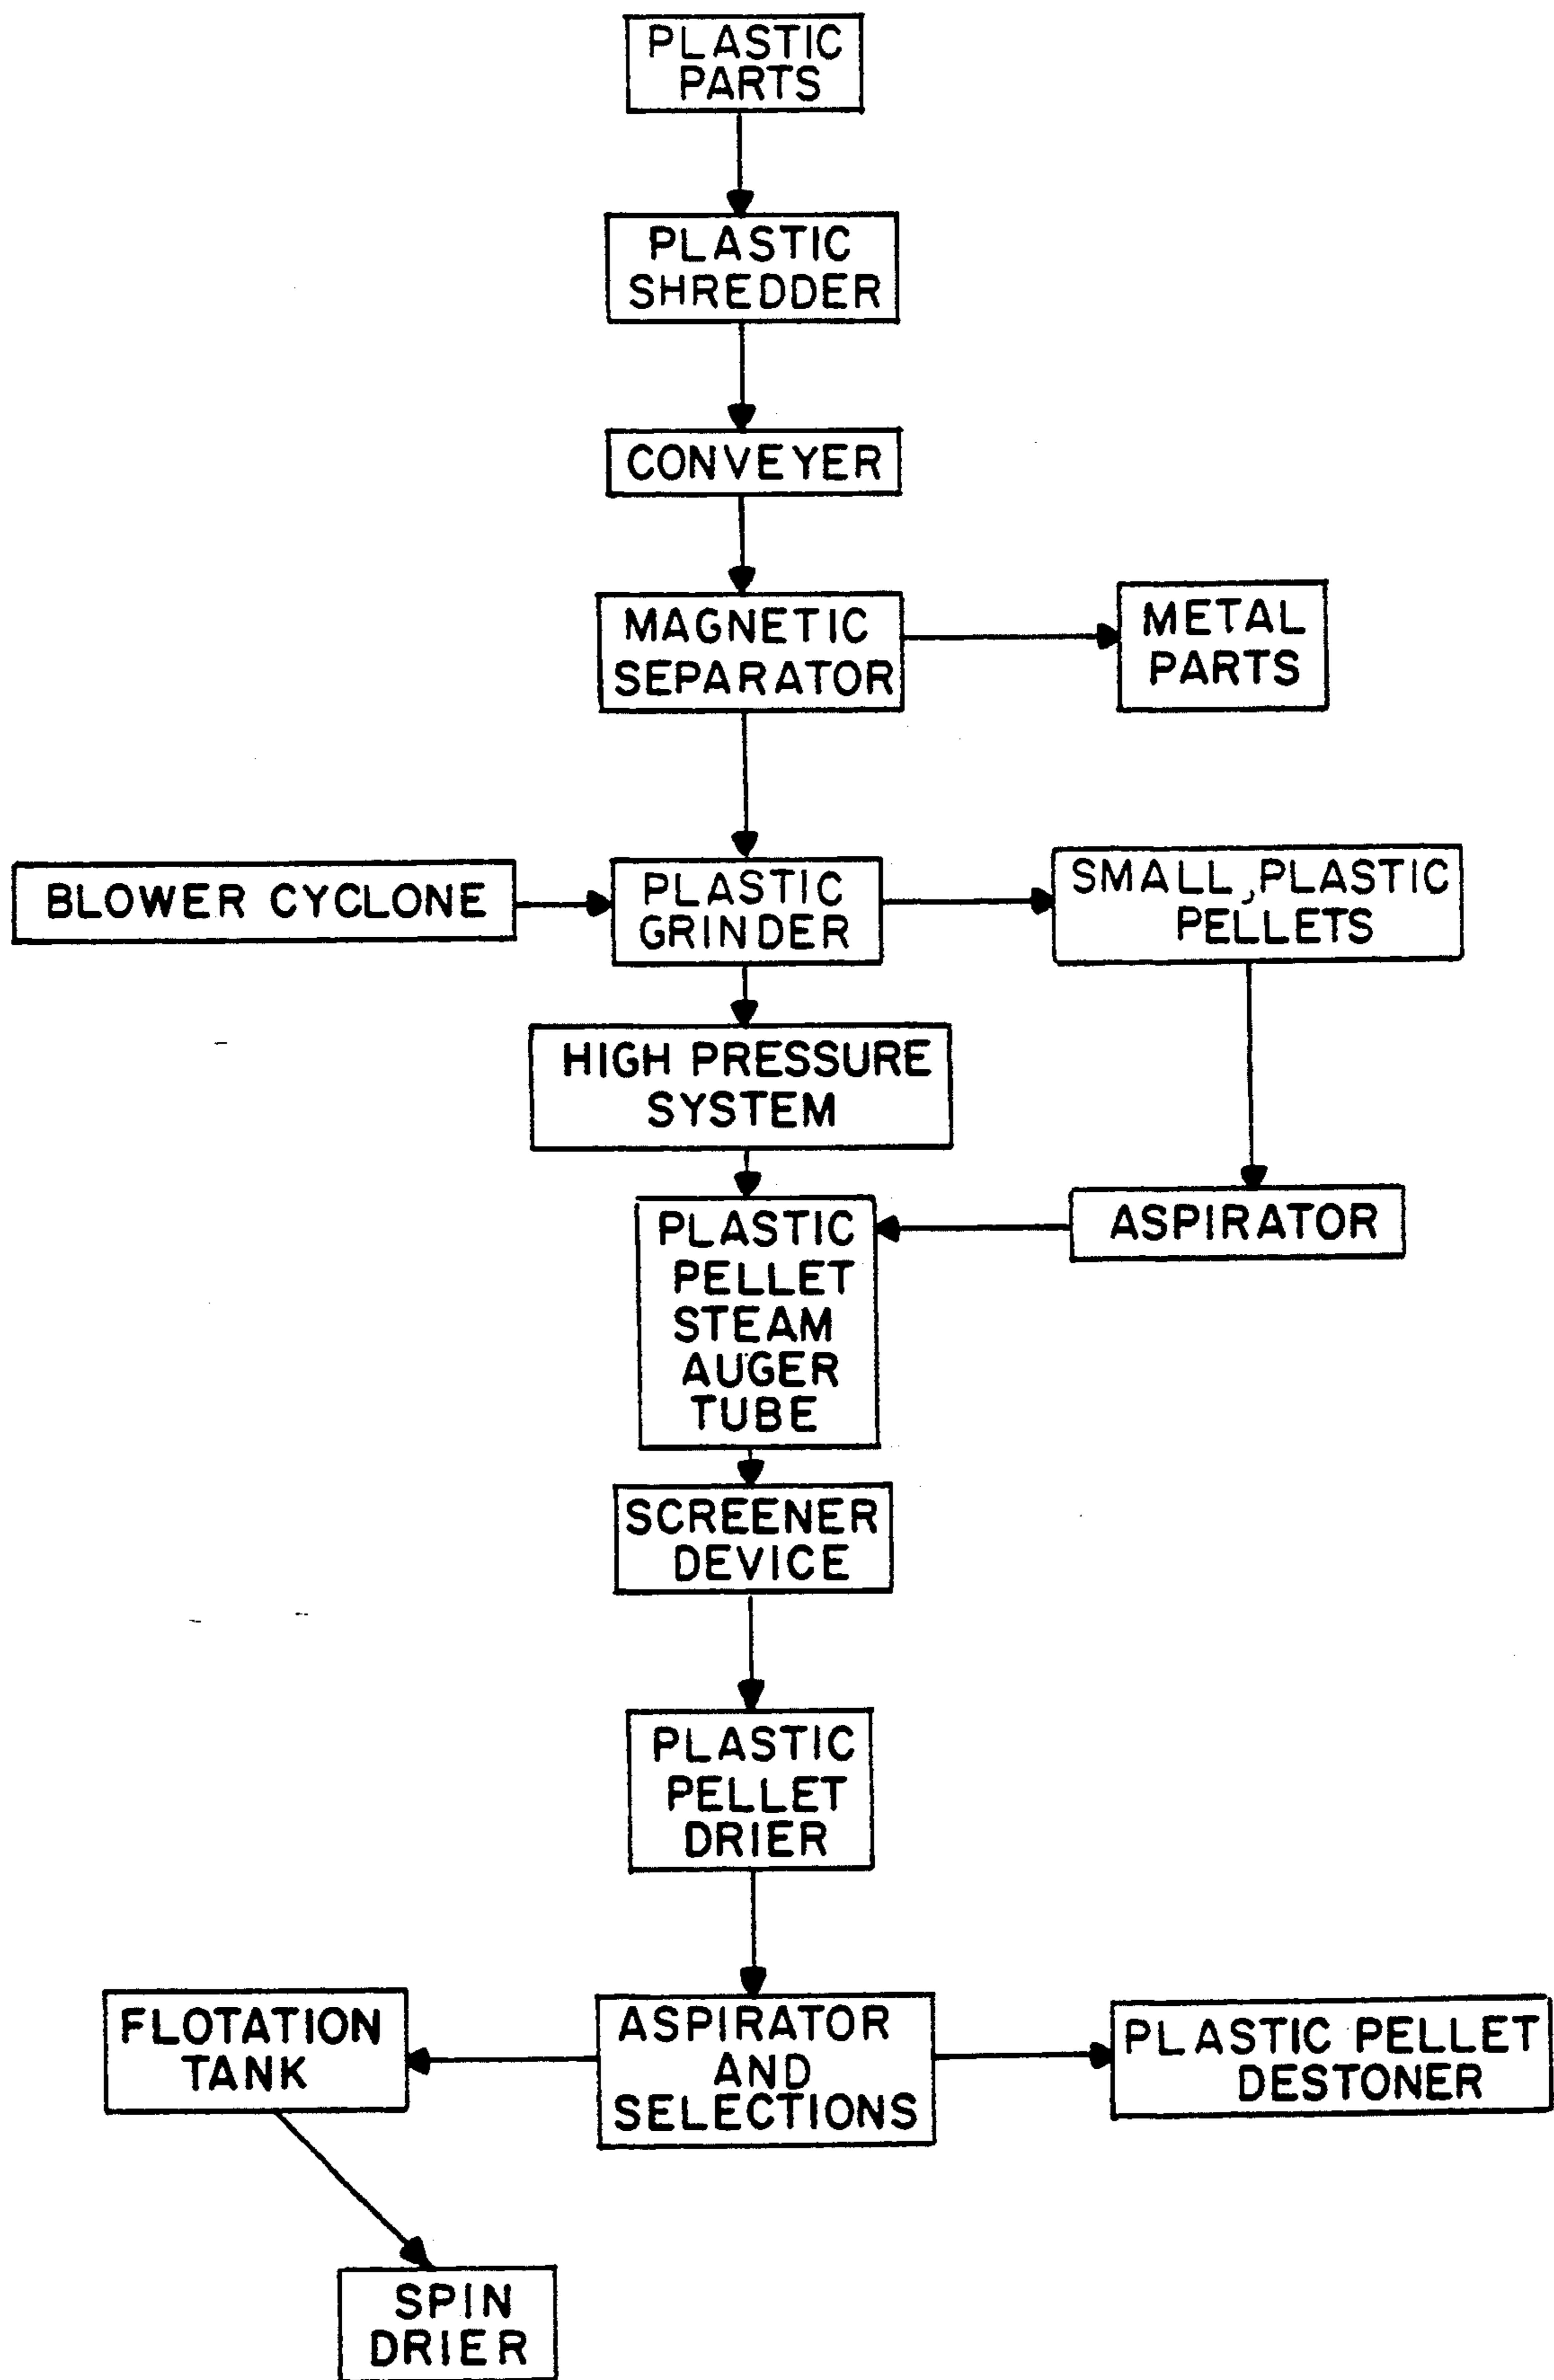 PLASTIC
PARTS
PLASTIC
SHREDDER
CONVEYER
MAGNETIC
SEPARATOR
METAL
PARTS
BLOWER CYCLONE
PLASTIC
GRINDER
SMALL PLASTIC
PELLETS
HIGH PRESSURE
SYSTEM
PLASTIC
PELLET
STEAM
AUGER
TUBE
ASPIRATOR
SCREENER
DEVICE
PLASTIC
PELLET
DRIER
FLOTATION
TANK
ASPIRATOR
AND
SELECTIONS
PLASTIC PELLET
DESTONER
SPIN
DRIER